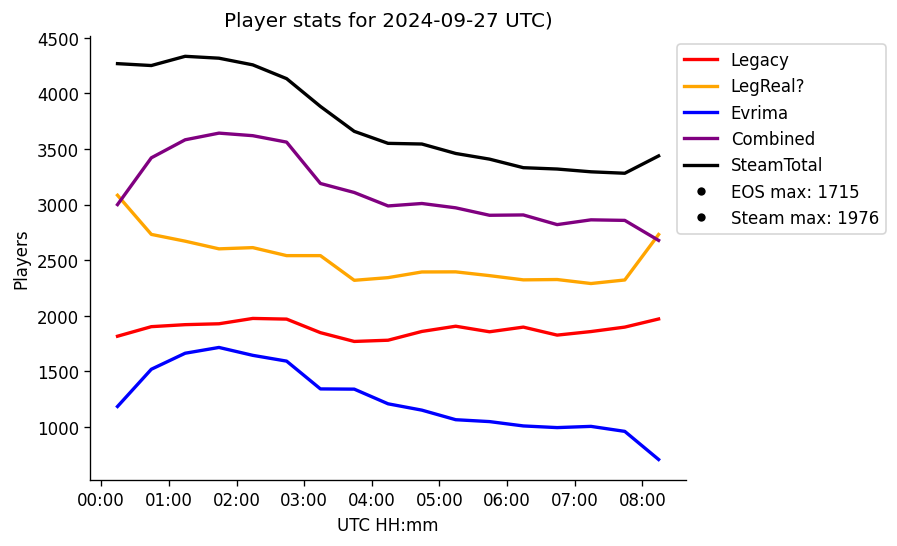 Player stats for 2024-09-27 UTC)
4500
4000
3500
3000
2500
2000
1500
1000
Players
00:00 01:00 02:00 03:00 04:00 05:00 06:00 07:00 08:00
UTC HH:mm
Legacy
LegReal?
Evrima
Combined
SteamTotal
EOS max: 1715
Steam max: 1976